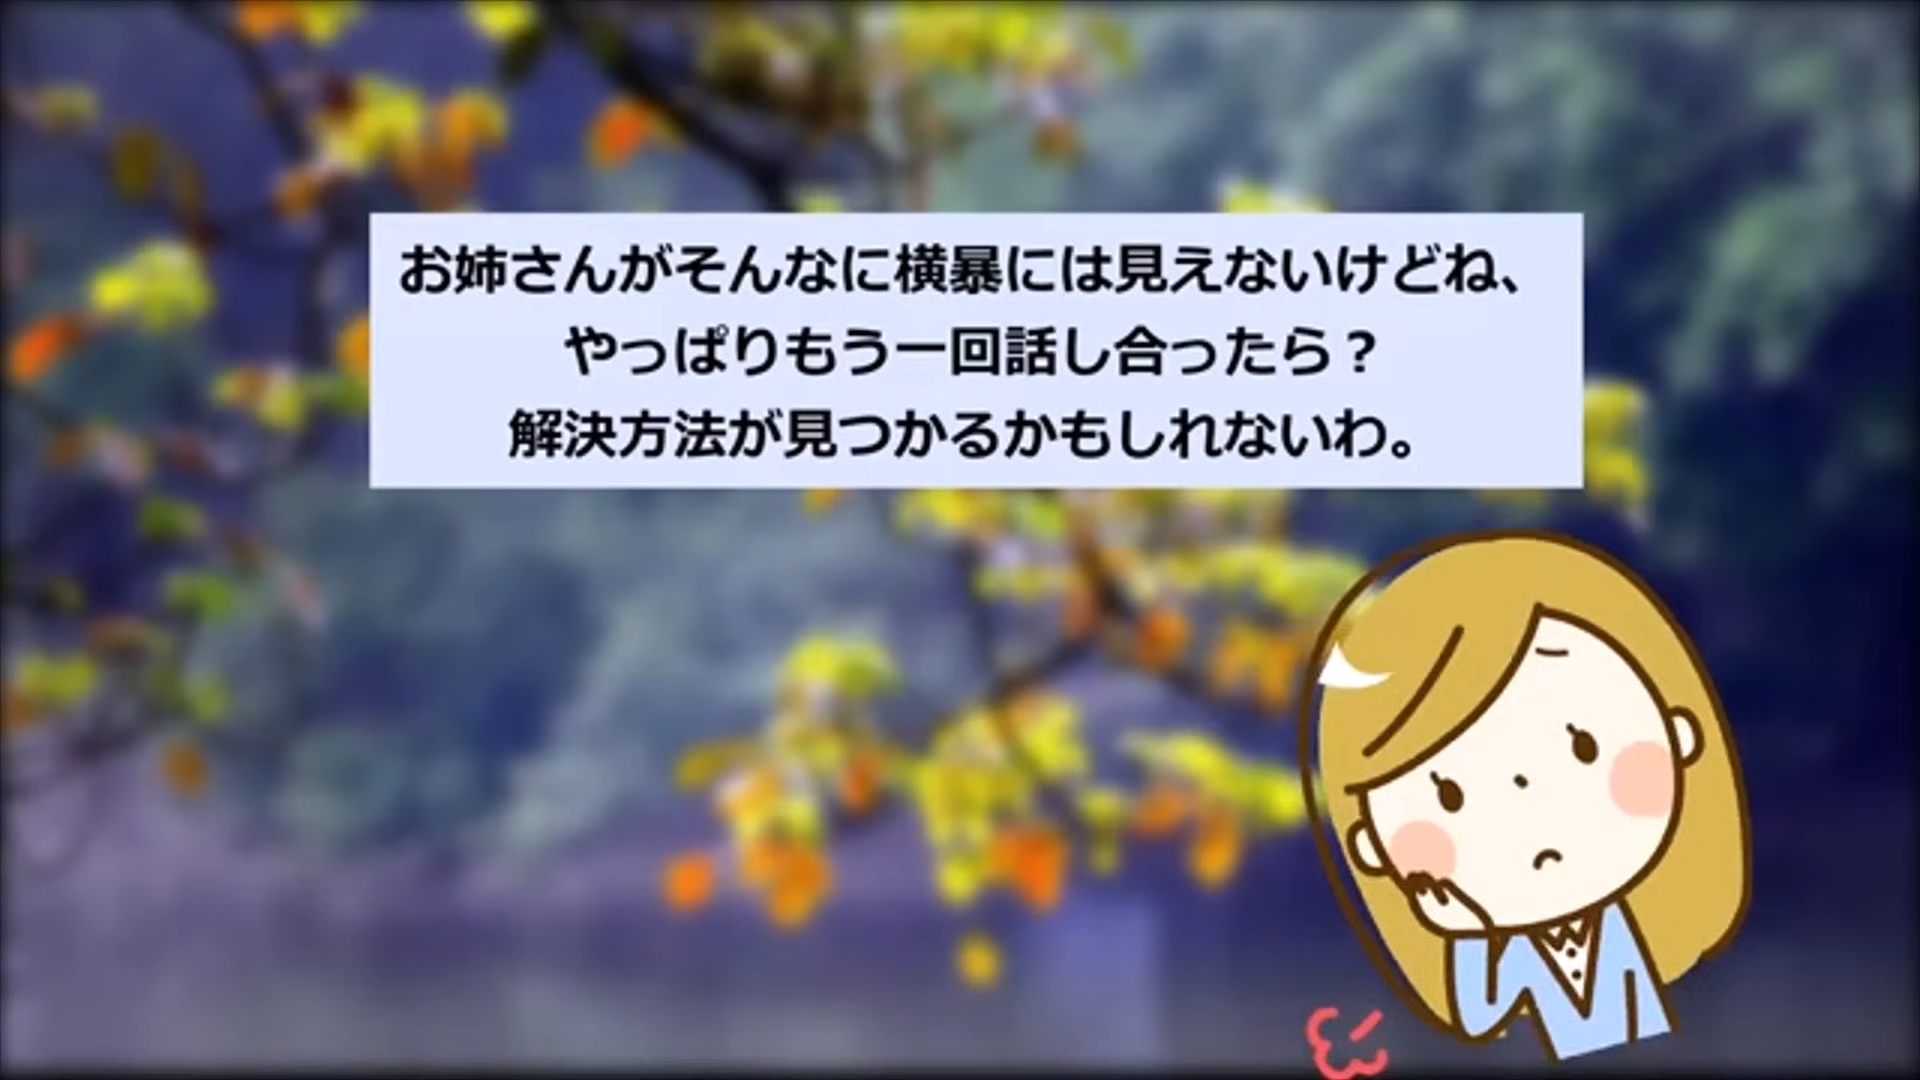 お姉さんがそんなに横暴には見えないけどね、
やっぱりもう一回話し合ったら？
解決方法が見つかるかもしれないわ。